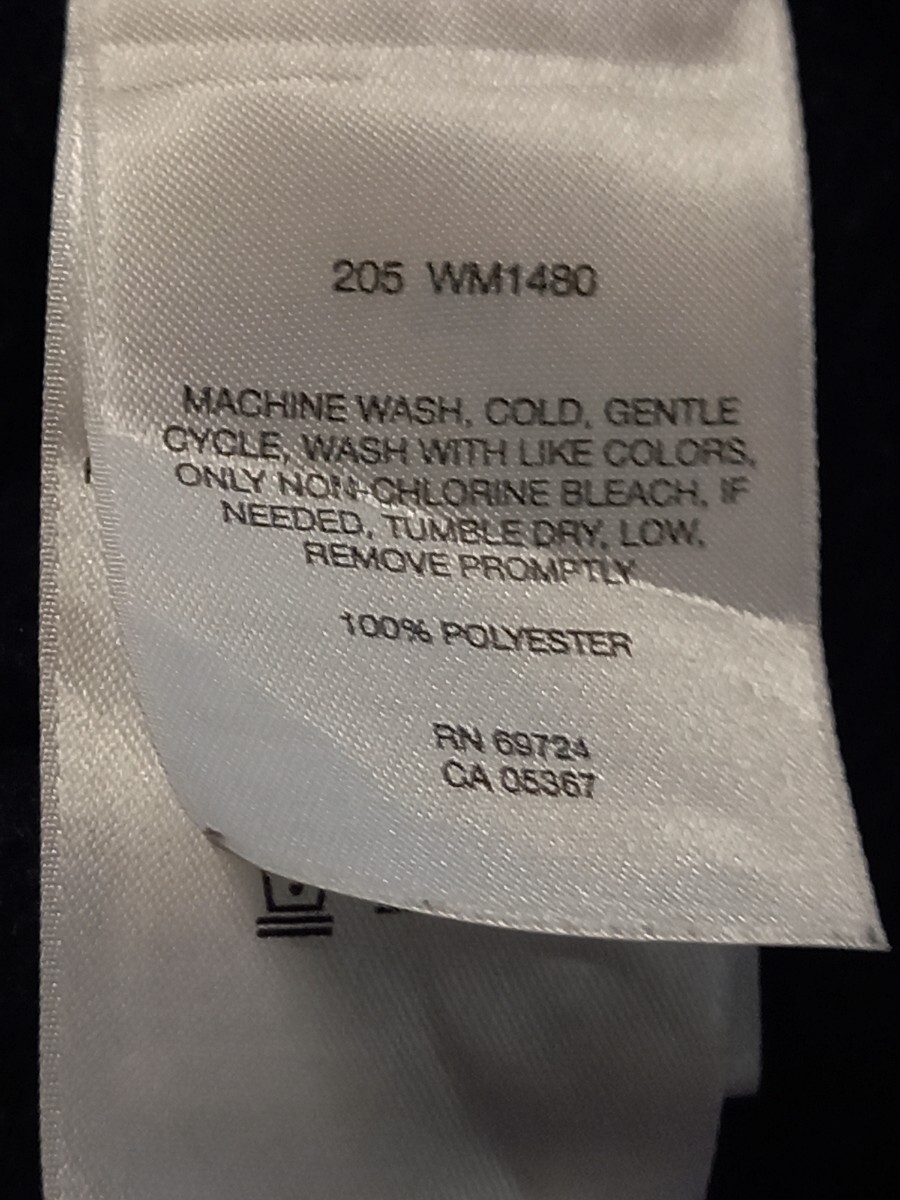 205 WM1480
MACHINE WASH, COLD, GENTLE
CYCLE, WASH WITH LIKE COLORS,
ONLY NON-CHLORINE BLEACH, IF
NEEDED, TUMBLE DRY, LOW,
REMOVE PROMPTLY
100% POLYESTER
RN 69724
CA 05367